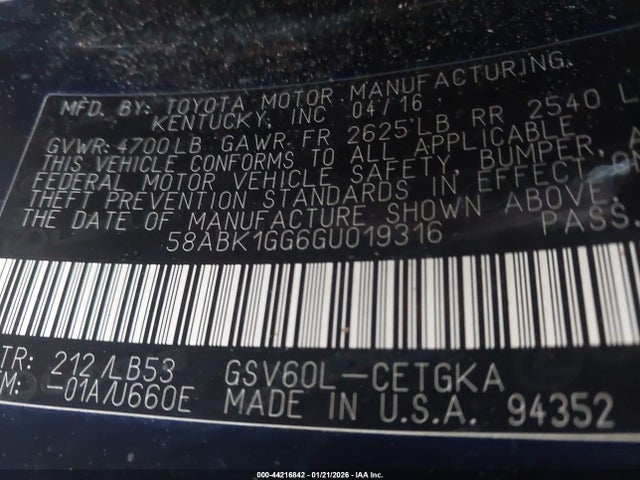 MFD. BY: TOYOTA MOTOR MANUFACTURING.
KENTUCKY, INC 04/16
GVWR: 4700LB GAWR FR 2625LB RR 2540
THIS VEHICLE CONFORMS TO ALL APPLICABLE
FEDERAL MOTOR VEHICLE SAFETY, BUMPER,
THEFT PREVENTION STANDARDS IN EFFECT
THE DATE OF MANUFACTURE SHOWN ABOVE.
58ABK1GG6GU019316 PASS.
TR: 212/LB53 GSV60L-CETGKA
M: -01A/U660E MADE IN U.S.A. 94352
000-44216842 - 01/21/2026 - IAA Inc.